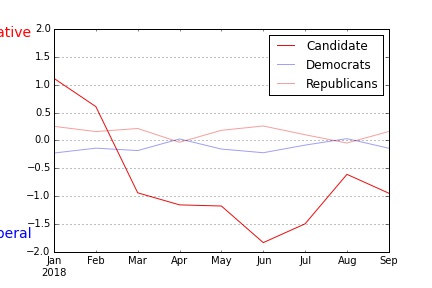 ative
2.0
1.5
1.0
0.5
0.0
−0.5
−1.0
−1.5
−2.0
beral
Candidate
Democrats
Republicans
Jan Feb Mar Apr May Jun Jul Aug Sep
2018